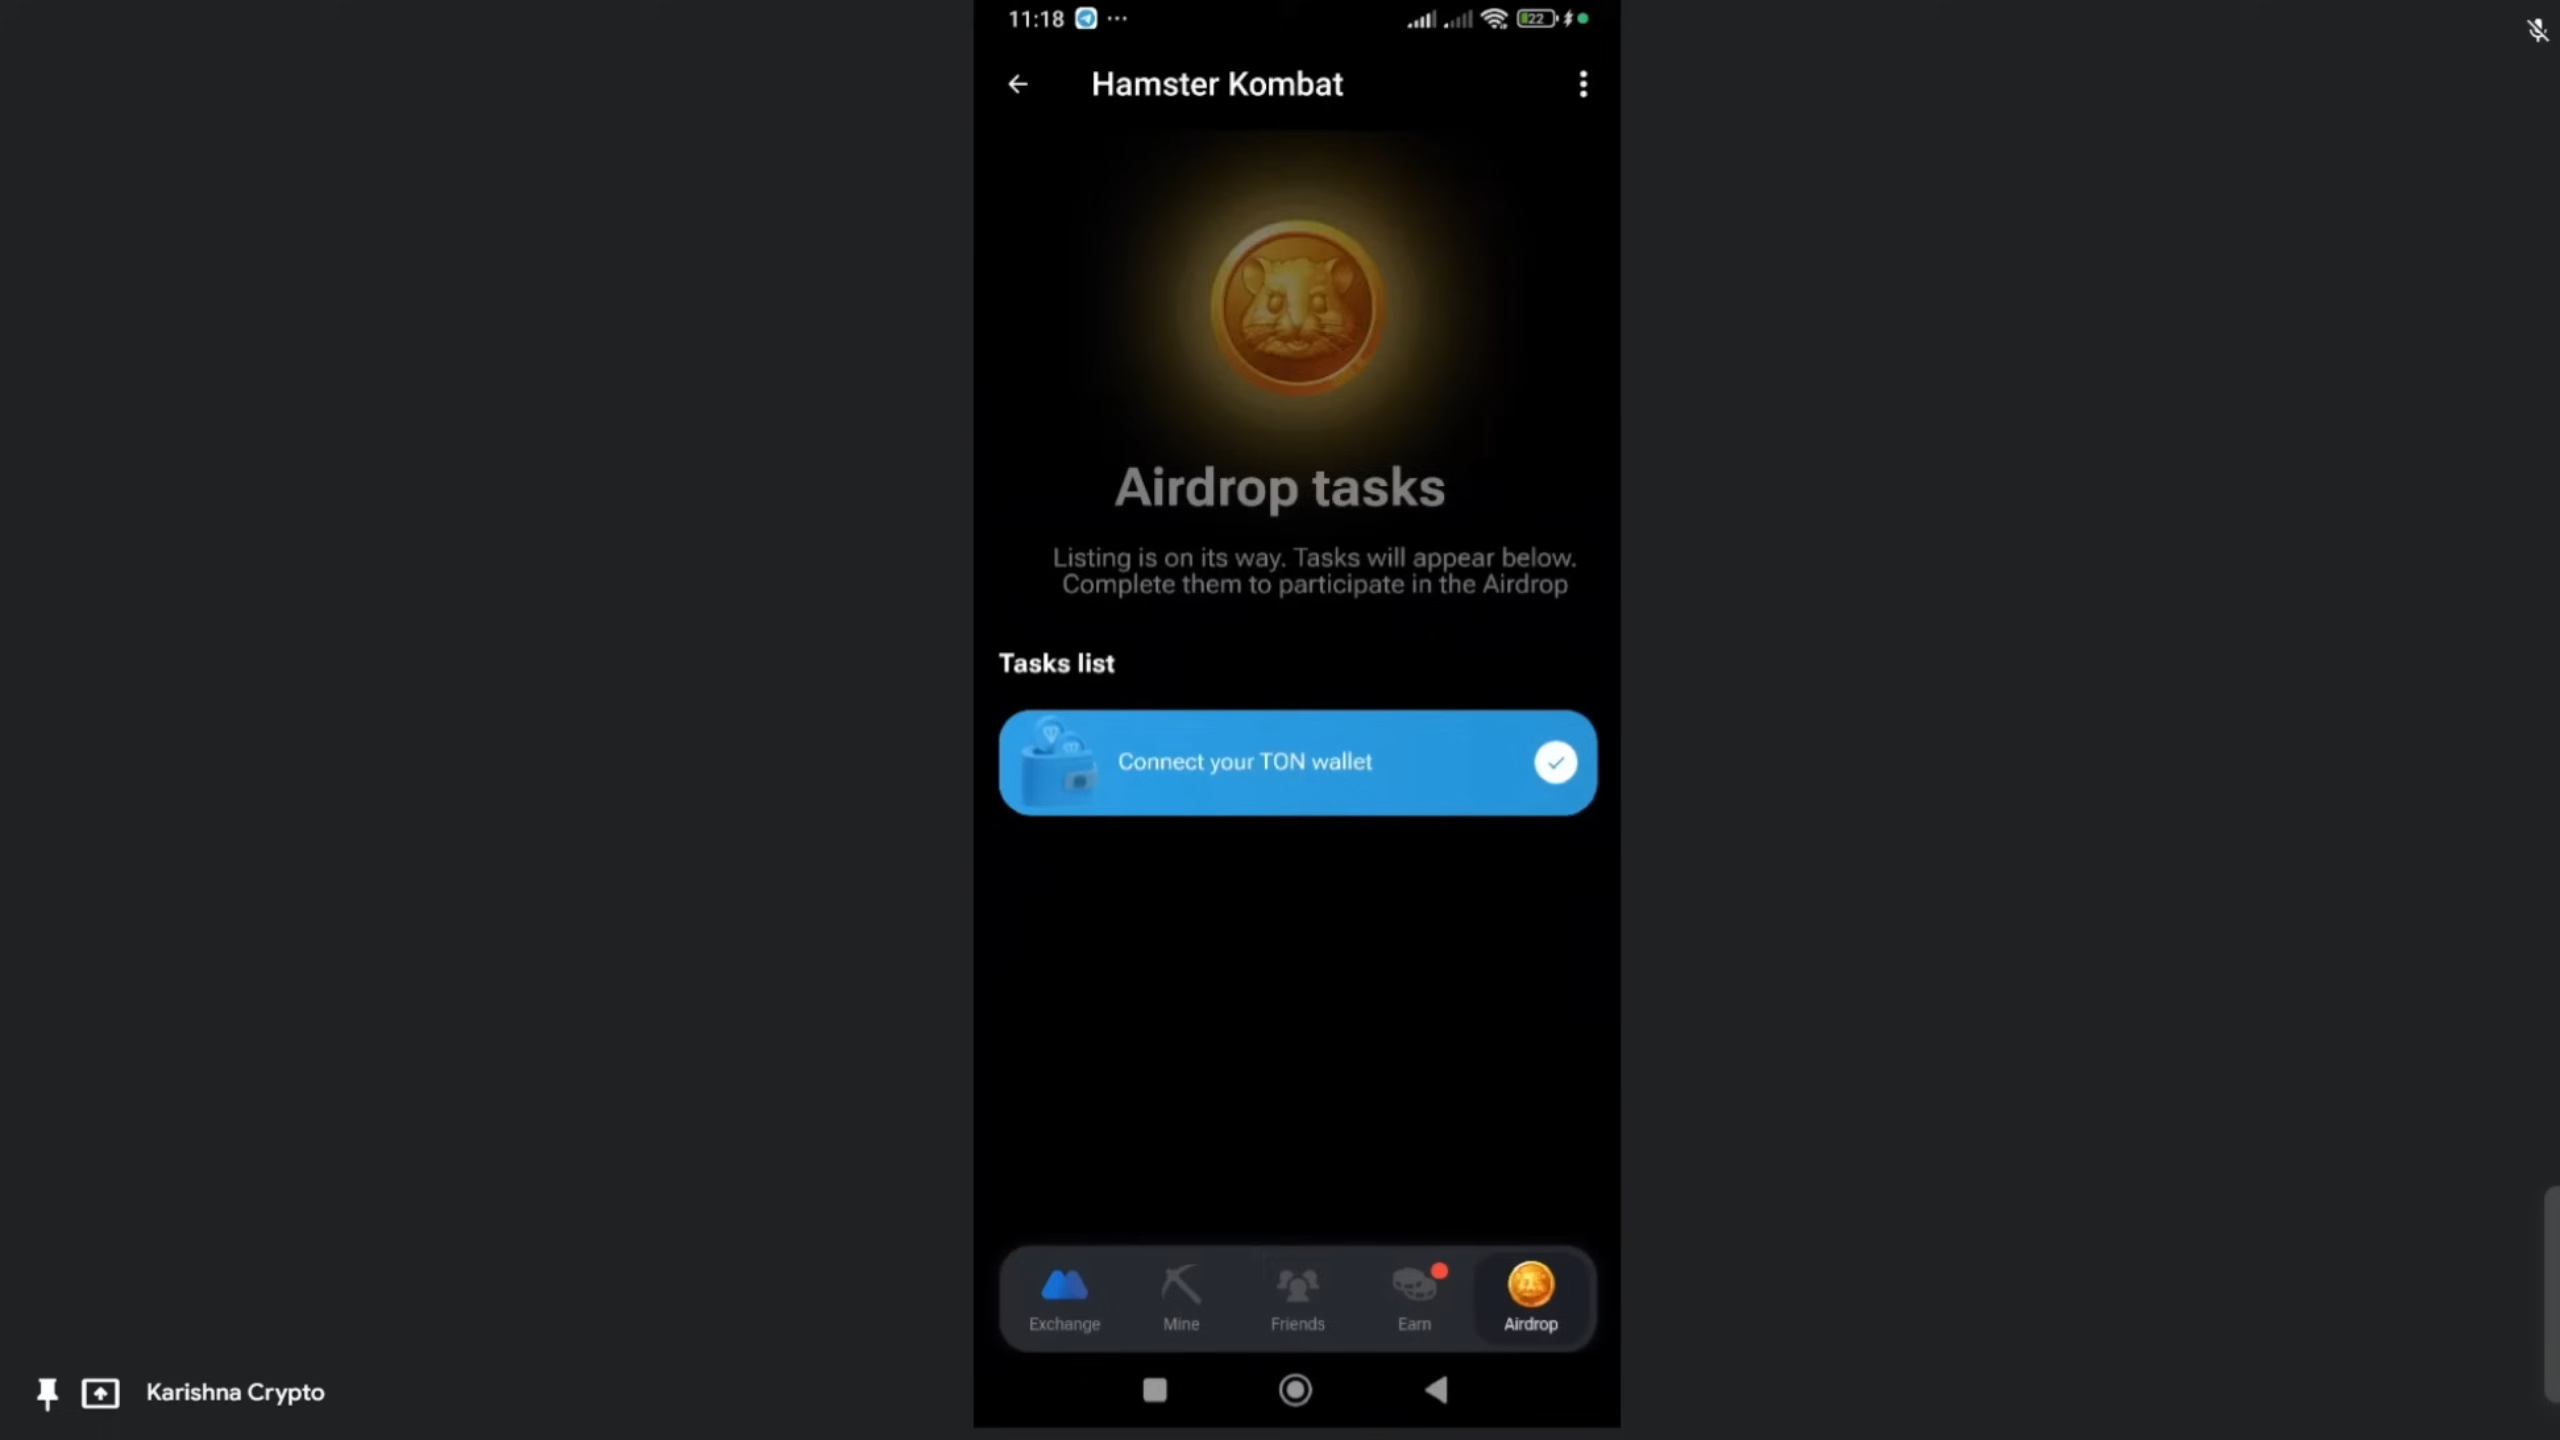 11:18
22
Hamster Kombat
Airdrop tasks
Listing is on its way. Tasks will appear below.
Complete them to participate in the Airdrop
Tasks list
Connect your TON wallet
Exchange
Mine
Friends
Earn
Airdrop
Karishna Crypto